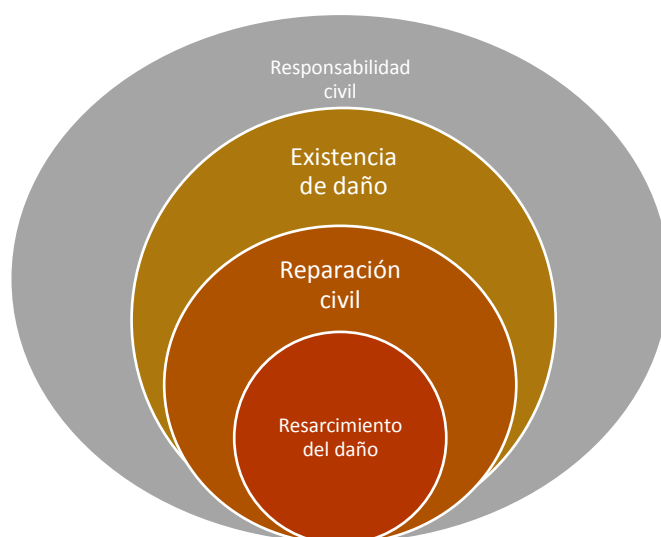 Responsabilidad
civil
Existencia
de daño
Reparación
civil
Resarcimiento
del daño